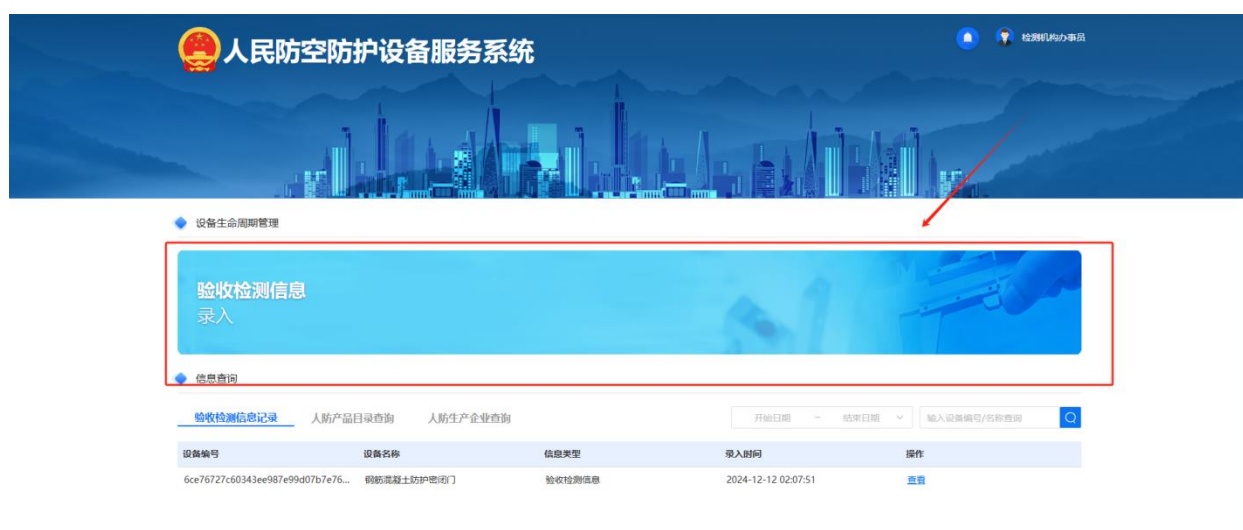 人民防空防护设备服务系统
检测机构办事员
设备生命周期管理
验收检测信息
录入
信息查询
验收检测信息记录 人防产品目录查询 人防生产企业查询 开始日期 ~ 结束日期 输入设备编号/名称查询
设备编号 设备名称 信息类型 录入时间 操作
6ce76727c60343ee987e99d07b7e76... 钢筋混凝土防护密闭门 验收检测信息 2024-12-12 02:07:51 查看